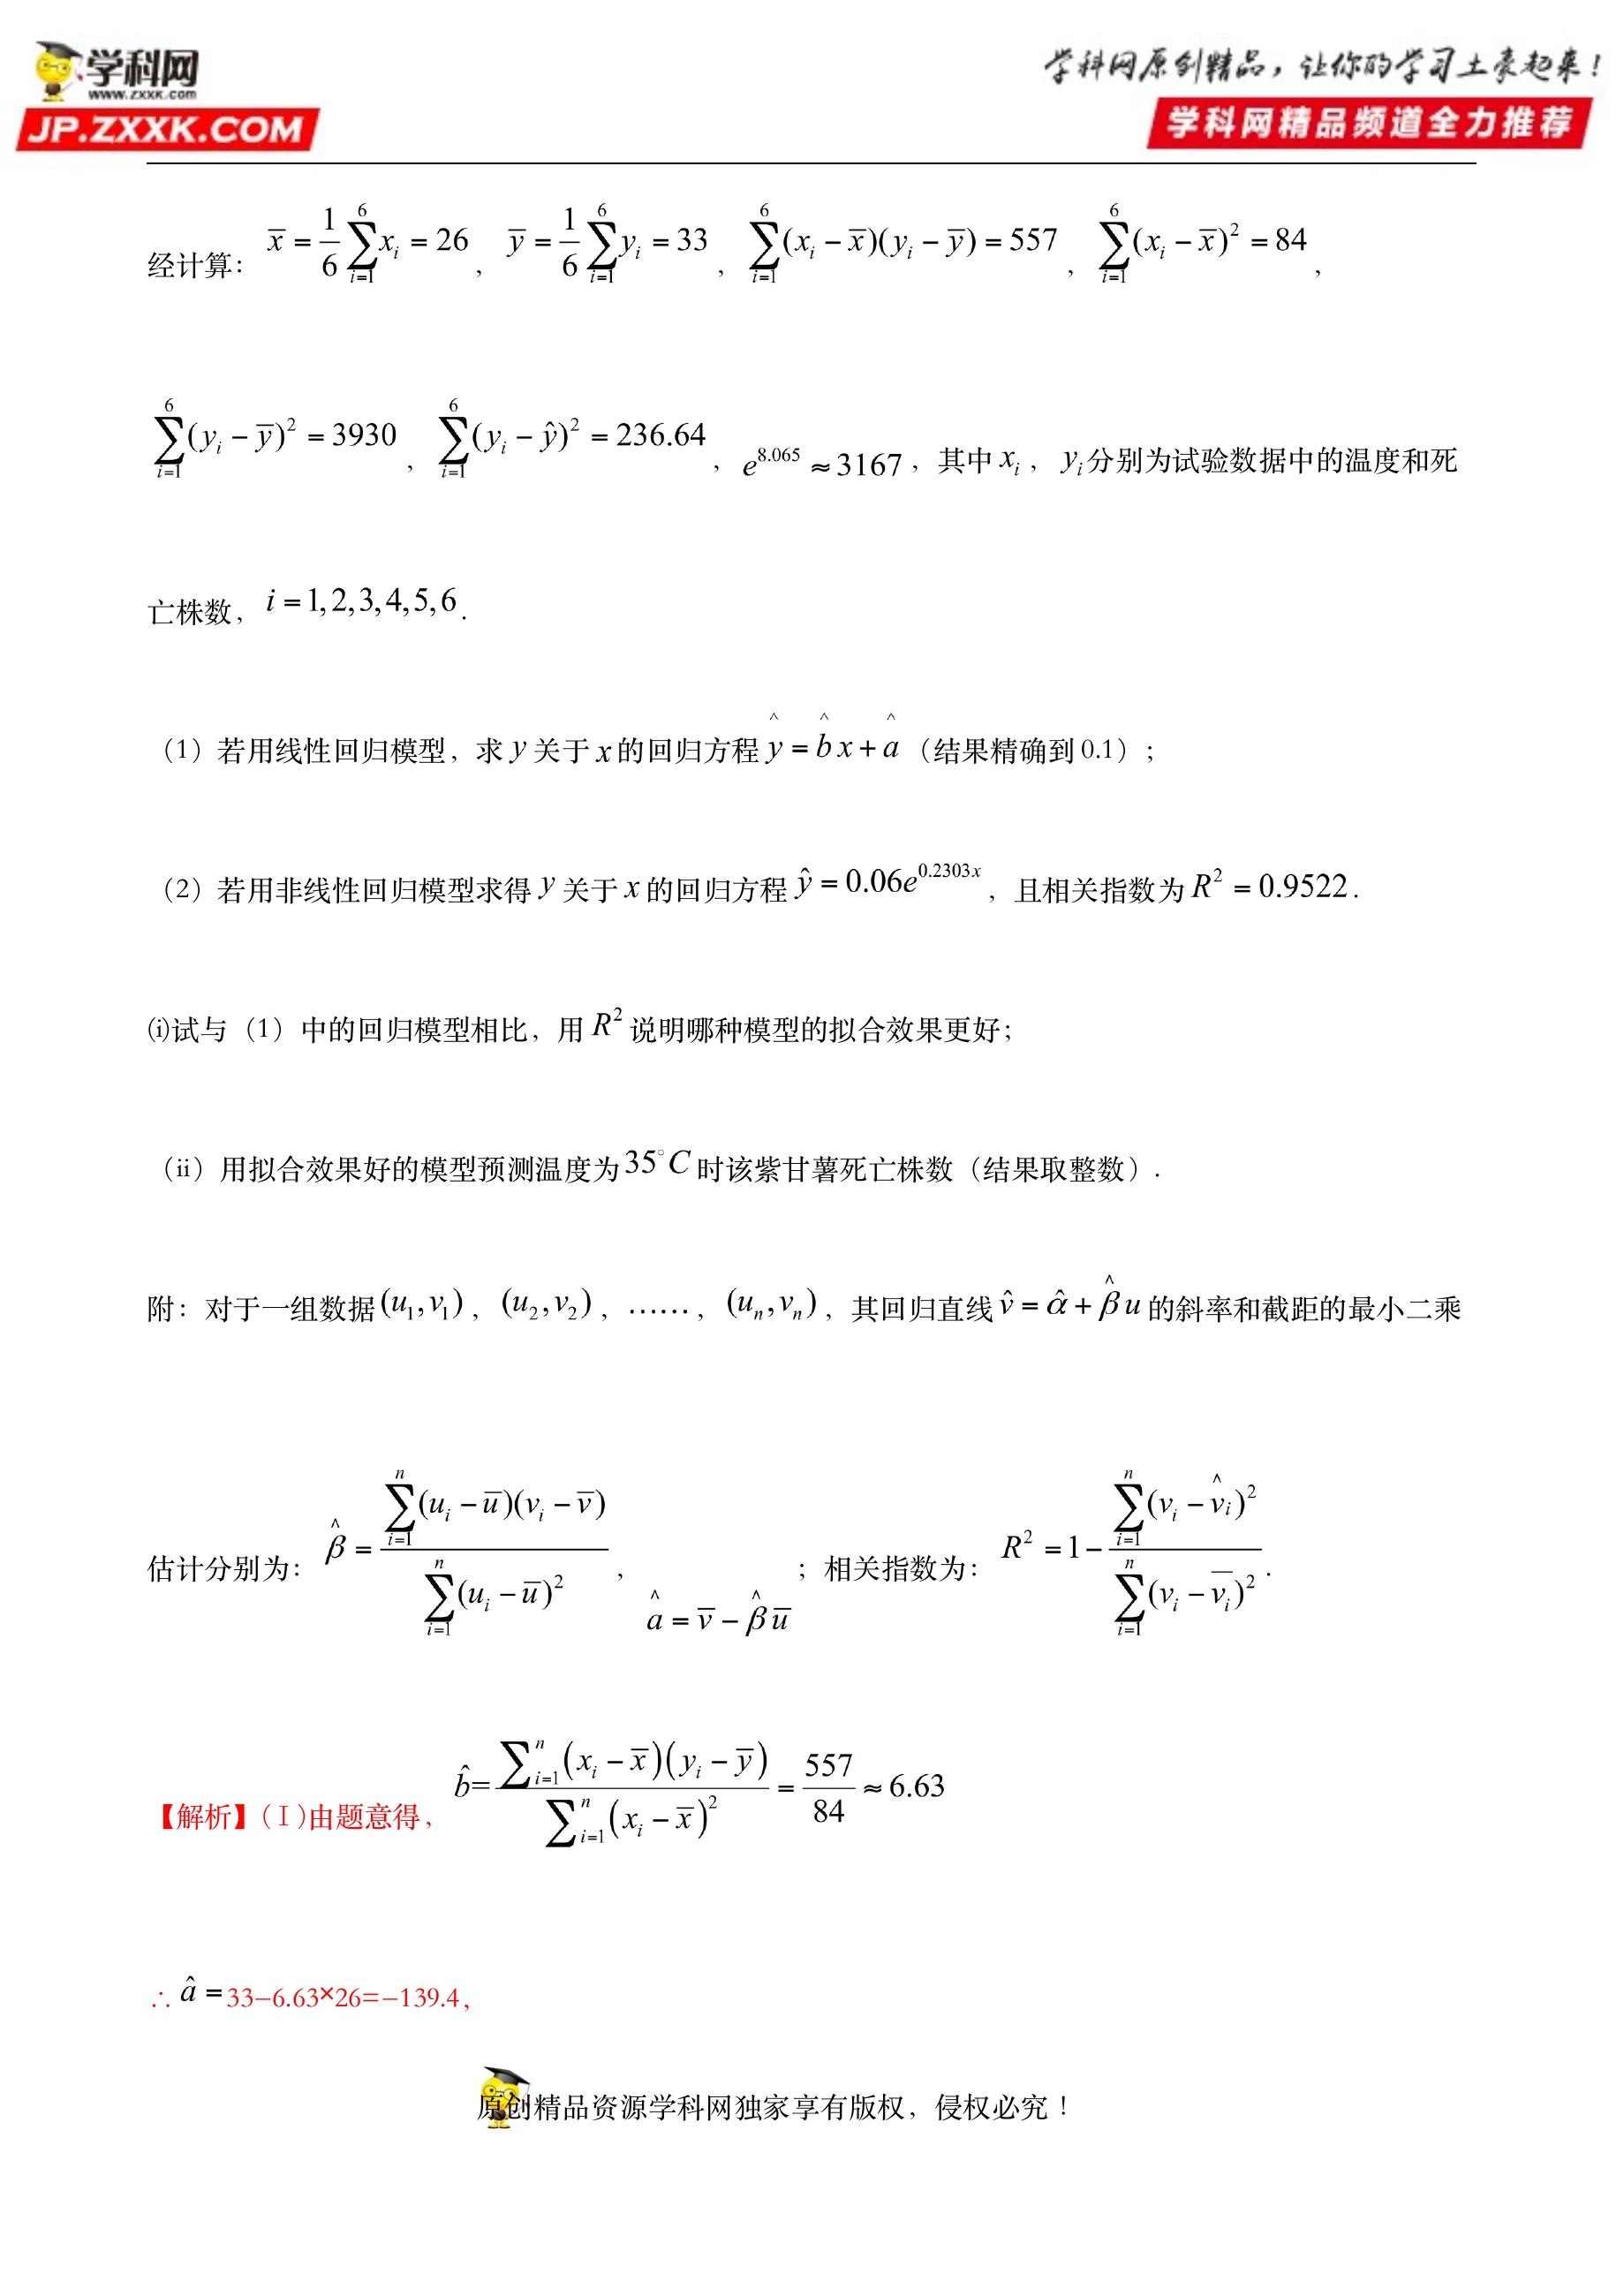 学科网
www.zxxk.com
JP.ZXXK.COM
学科网原创精品，让你的学习土豪起来！
学科网精品频道全力推荐
经计算： x̄ = 1/6 ∑_{i=1}^{6} x_i = 26 ， ȳ = 1/6 ∑_{i=1}^{6} y_i = 33 ， ∑_{i=1}^{6} (x_i − x̄)(y_i − ȳ) = 557 ， ∑_{i=1}^{6} (x_i − x̄)² = 84 ，
∑_{i=1}^{6} (y_i − ȳ)² = 3930 ， ∑_{i=1}^{6} (y_i − ŷ)² = 236.64 ， e^{8.065} ≈ 3167 ，其中 x_i ， y_i 分别为试验数据中的温度和死
亡株数， i = 1,2,3,4,5,6 .
（1）若用线性回归模型，求 y 关于 x 的回归方程 ŷ = b̂ x + â （结果精确到 0.1）；
（2）若用非线性回归模型求得 y 关于 x 的回归方程 ŷ = 0.06e^{0.2303x} ，且相关指数为 R² = 0.9522 .
(i)试与（1）中的回归模型相比，用 R² 说明哪种模型的拟合效果更好；
（ii）用拟合效果好的模型预测温度为 35°C 时该紫甘薯死亡株数（结果取整数）.
附：对于一组数据 (u₁,v₁) ， (u₂,v₂) ，……， (u_n,v_n) ，其回归直线 v̂ = α̂ + β̂ u 的斜率和截距的最小二乘
估计分别为： β̂ = ∑_{i=1}^{n} (u_i − ū)(v_i − v̄) / ∑_{i=1}^{n} (u_i − ū)² ， â = v̄ − β̂ ū ；相关指数为： R² = 1 − ∑_{i=1}^{n} (v_i − v̂_i)² / ∑_{i=1}^{n} (v_i − v̄_i)² .
【解析】(Ⅰ)由题意得， b̂ = ∑_{i=1}^{n} (x_i − x̄)(y_i − ȳ) / ∑_{i=1}^{n} (x_i − x̄)² = 557/84 ≈ 6.63
∴ â = 33−6.63×26=−139.4，
原创精品资源学科网独家享有版权，侵权必究！